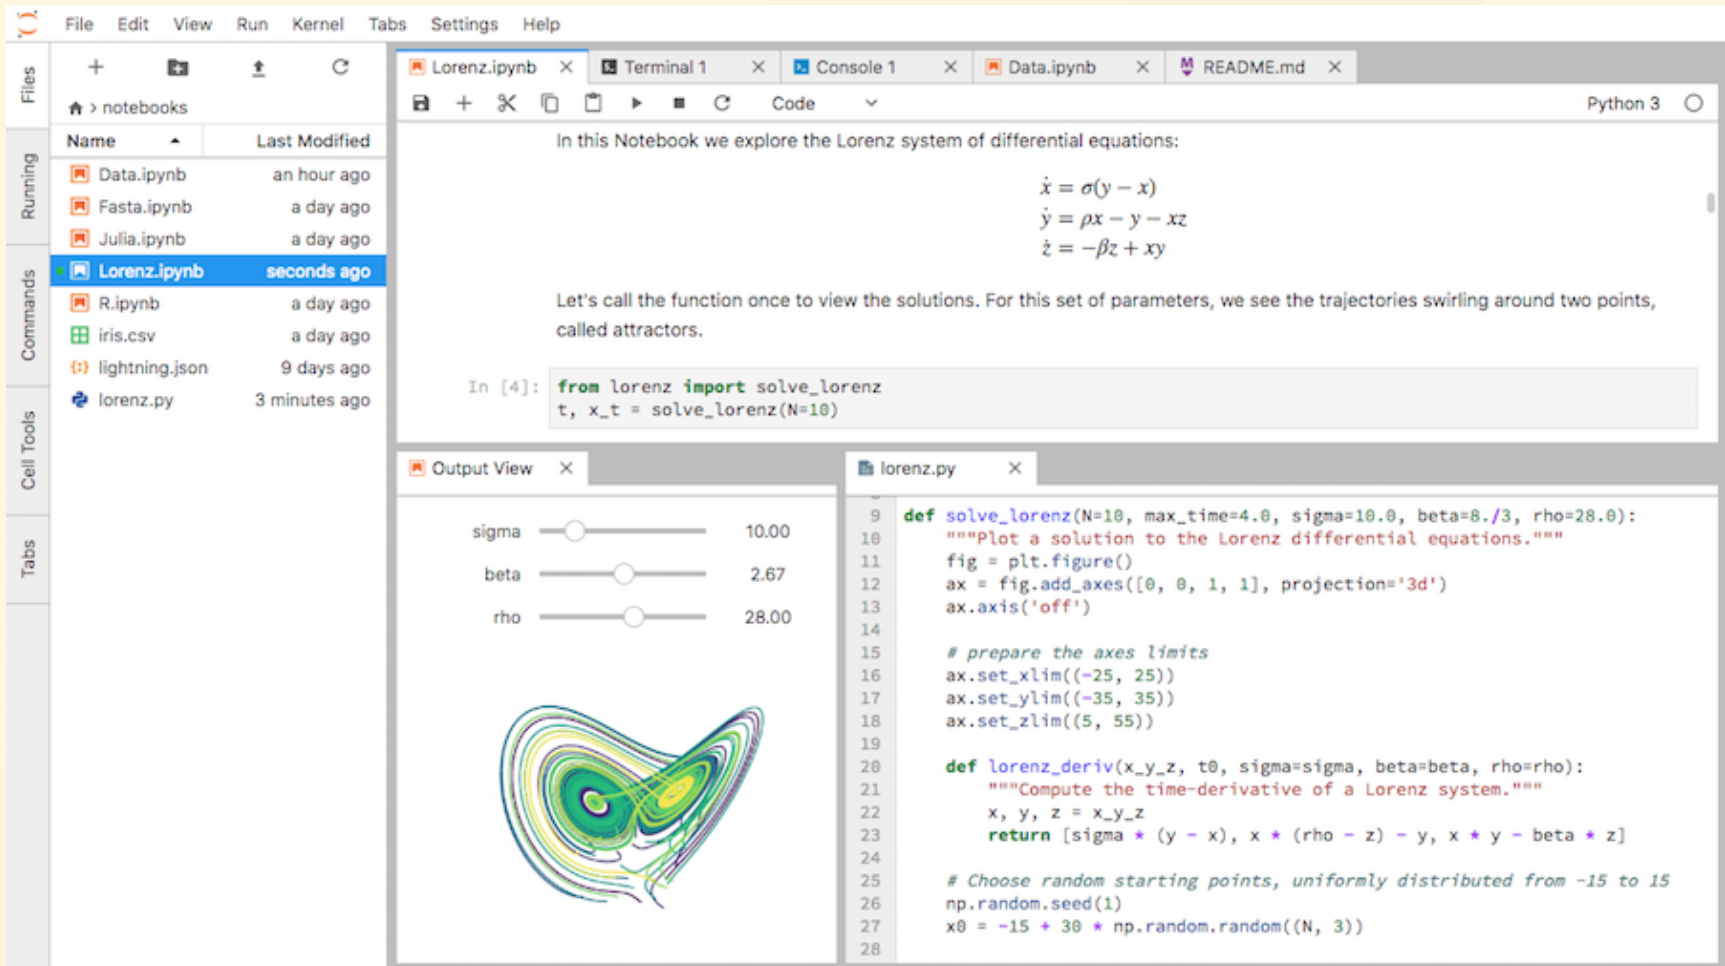 File Edit View Run Kernel Tabs Settings Help
Files
Running
Commands
Cell Tools
Tabs
> notebooks
Name Last Modified
Data.ipynb an hour ago
Fasta.ipynb a day ago
Julia.ipynb a day ago
Lorenz.ipynb seconds ago
R.ipynb a day ago
iris.csv a day ago
lightning.json 9 days ago
lorenz.py 3 minutes ago
Lorenz.ipynb Terminal 1 Console 1 Data.ipynb README.md
Code Python 3
In this Notebook we explore the Lorenz system of differential equations:
ẋ = σ(y − x)
ẏ = ρx − y − xz
ż = −βz + xy
Let's call the function once to view the solutions. For this set of parameters, we see the trajectories swirling around two points,
called attractors.
In [4]: from lorenz import solve_lorenz
t, x_t = solve_lorenz(N=10)
Output View
sigma 10.00
beta 2.67
rho 28.00
lorenz.py
9 def solve_lorenz(N=10, max_time=4.0, sigma=10.0, beta=8./3, rho=28.0):
10 """Plot a solution to the Lorenz differential equations."""
11 fig = plt.figure()
12 ax = fig.add_axes([0, 0, 1, 1], projection='3d')
13 ax.axis('off')
14
15 # prepare the axes limits
16 ax.set_xlim((-25, 25))
17 ax.set_ylim((-35, 35))
18 ax.set_zlim((5, 55))
19
20 def lorenz_deriv(x_y_z, t0, sigma=sigma, beta=beta, rho=rho):
21 """Compute the time-derivative of a Lorenz system."""
22 x, y, z = x_y_z
23 return [sigma * (y - x), x * (rho - z) - y, x * y - beta * z]
24
25 # Choose random starting points, uniformly distributed from -15 to 15
26 np.random.seed(1)
27 x0 = -15 + 30 * np.random.random((N, 3))
28